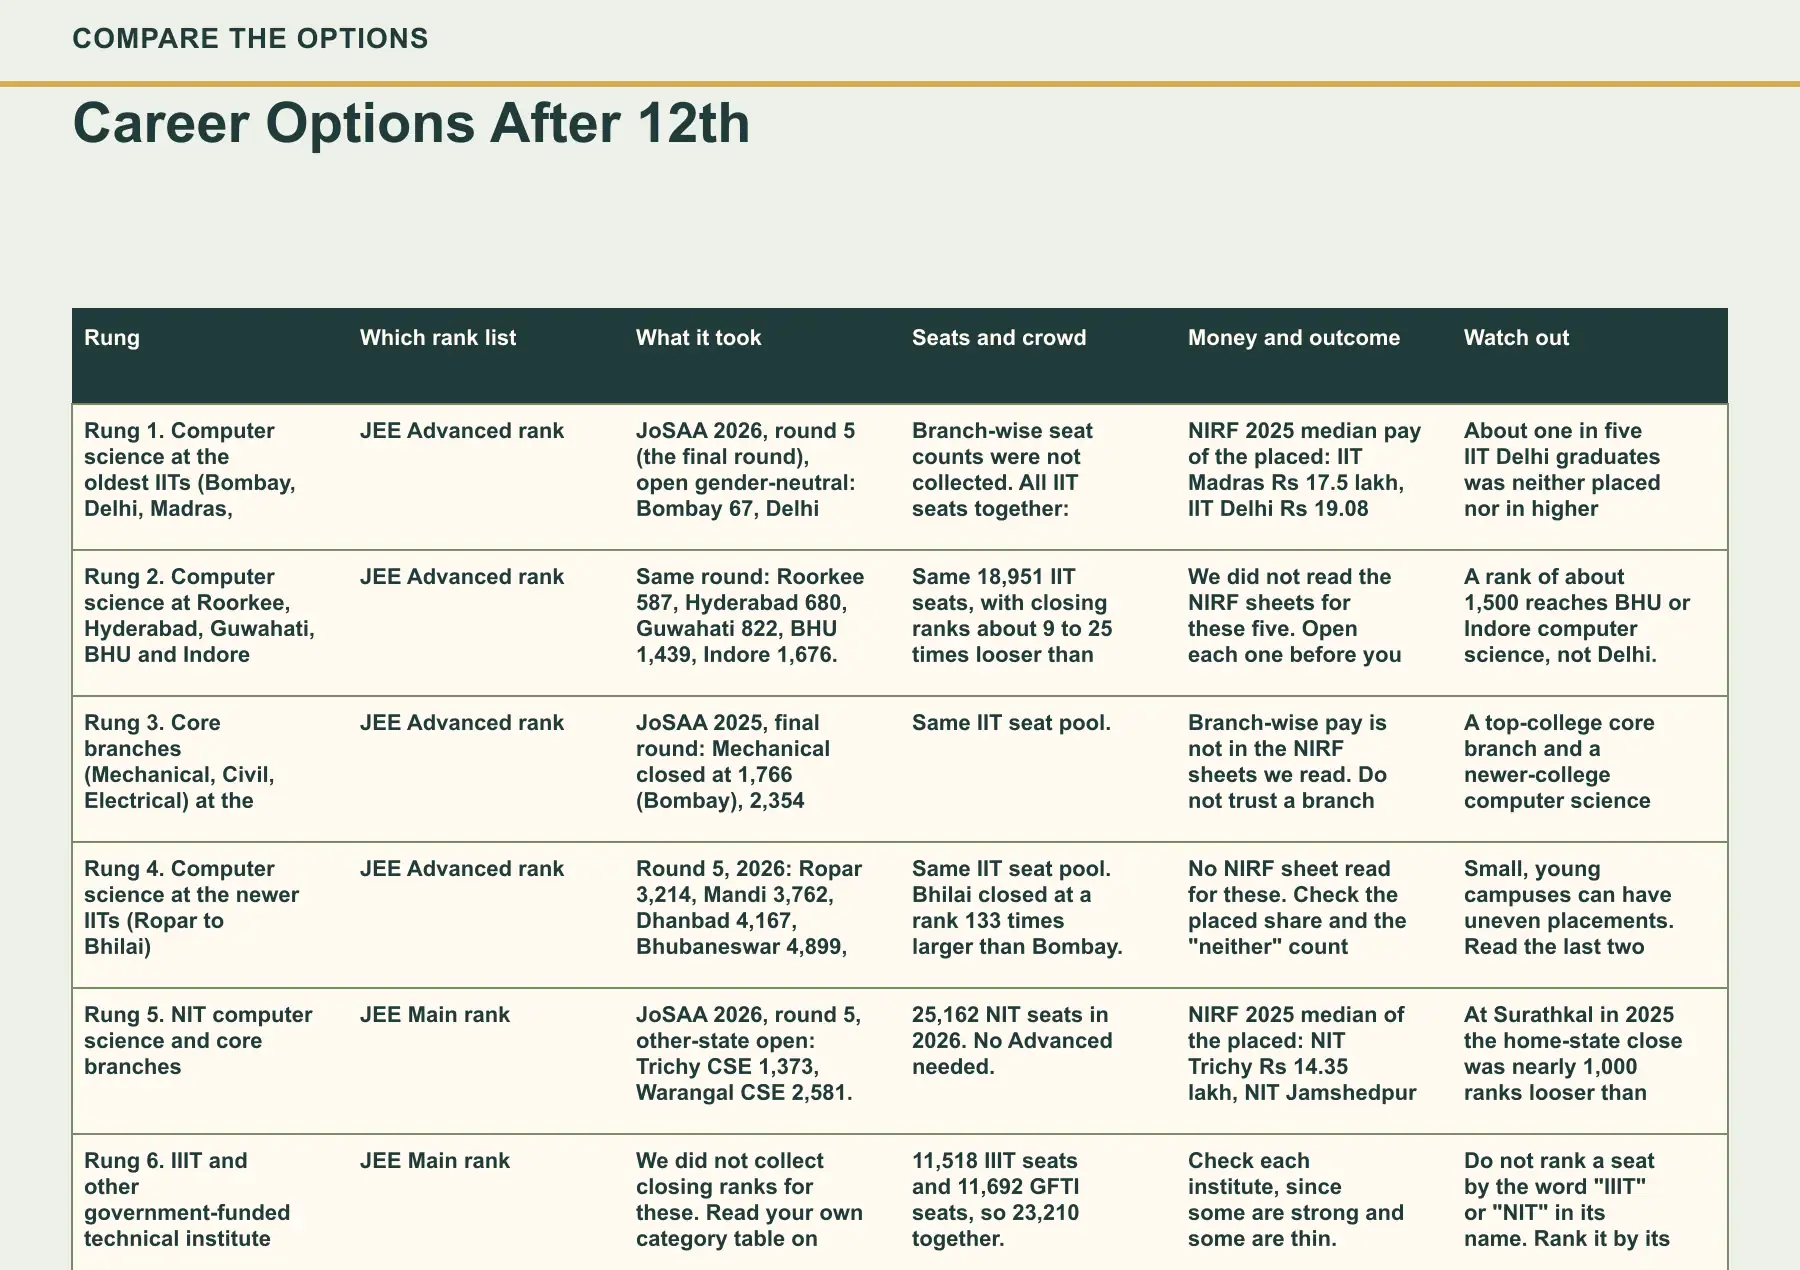 COMPARE THE OPTIONS
Career Options After 12th
Rung
Which rank list
What it took
Seats and crowd
Money and outcome
Watch out
Rung 1. Computer
science at the
oldest IITs (Bombay,
Delhi, Madras,
JEE Advanced rank
JoSAA 2026, round 5
(the final round),
open gender-neutral:
Bombay 67, Delhi
Branch-wise seat
counts were not
collected. All IIT
seats together:
NIRF 2025 median pay
of the placed: IIT
Madras Rs 17.5 lakh,
IIT Delhi Rs 19.08
About one in five
IIT Delhi graduates
was neither placed
nor in higher
Rung 2. Computer
science at Roorkee,
Hyderabad, Guwahati,
BHU and Indore
JEE Advanced rank
Same round: Roorkee
587, Hyderabad 680,
Guwahati 822, BHU
1,439, Indore 1,676.
Same 18,951 IIT
seats, with closing
ranks about 9 to 25
times looser than
We did not read the
NIRF sheets for
these five. Open
each one before you
A rank of about
1,500 reaches BHU or
Indore computer
science, not Delhi.
Rung 3. Core
branches
(Mechanical, Civil,
Electrical) at the
JEE Advanced rank
JoSAA 2025, final
round: Mechanical
closed at 1,766
(Bombay), 2,354
Same IIT seat pool.
Branch-wise pay is
not in the NIRF
sheets we read. Do
not trust a branch
A top-college core
branch and a
newer-college
computer science
Rung 4. Computer
science at the newer
IITs (Ropar to
Bhilai)
JEE Advanced rank
Round 5, 2026: Ropar
3,214, Mandi 3,762,
Dhanbad 4,167,
Bhubaneswar 4,899,
Same IIT seat pool.
Bhilai closed at a
rank 133 times
larger than Bombay.
No NIRF sheet read
for these. Check the
placed share and the
"neither" count
Small, young
campuses can have
uneven placements.
Read the last two
Rung 5. NIT computer
science and core
branches
JEE Main rank
JoSAA 2026, round 5,
other-state open:
Trichy CSE 1,373,
Warangal CSE 2,581.
25,162 NIT seats in
2026. No Advanced
needed.
NIRF 2025 median of
the placed: NIT
Trichy Rs 14.35
lakh, NIT Jamshedpur
At Surathkal in 2025
the home-state close
was nearly 1,000
ranks looser than
Rung 6. IIIT and
other
government-funded
technical institute
JEE Main rank
We did not collect
closing ranks for
these. Read your own
category table on
11,518 IIIT seats
and 11,692 GFTI
seats, so 23,210
together.
Check each
institute, since
some are strong and
some are thin.
Do not rank a seat
by the word "IIIT"
or "NIT" in its
name. Rank it by its